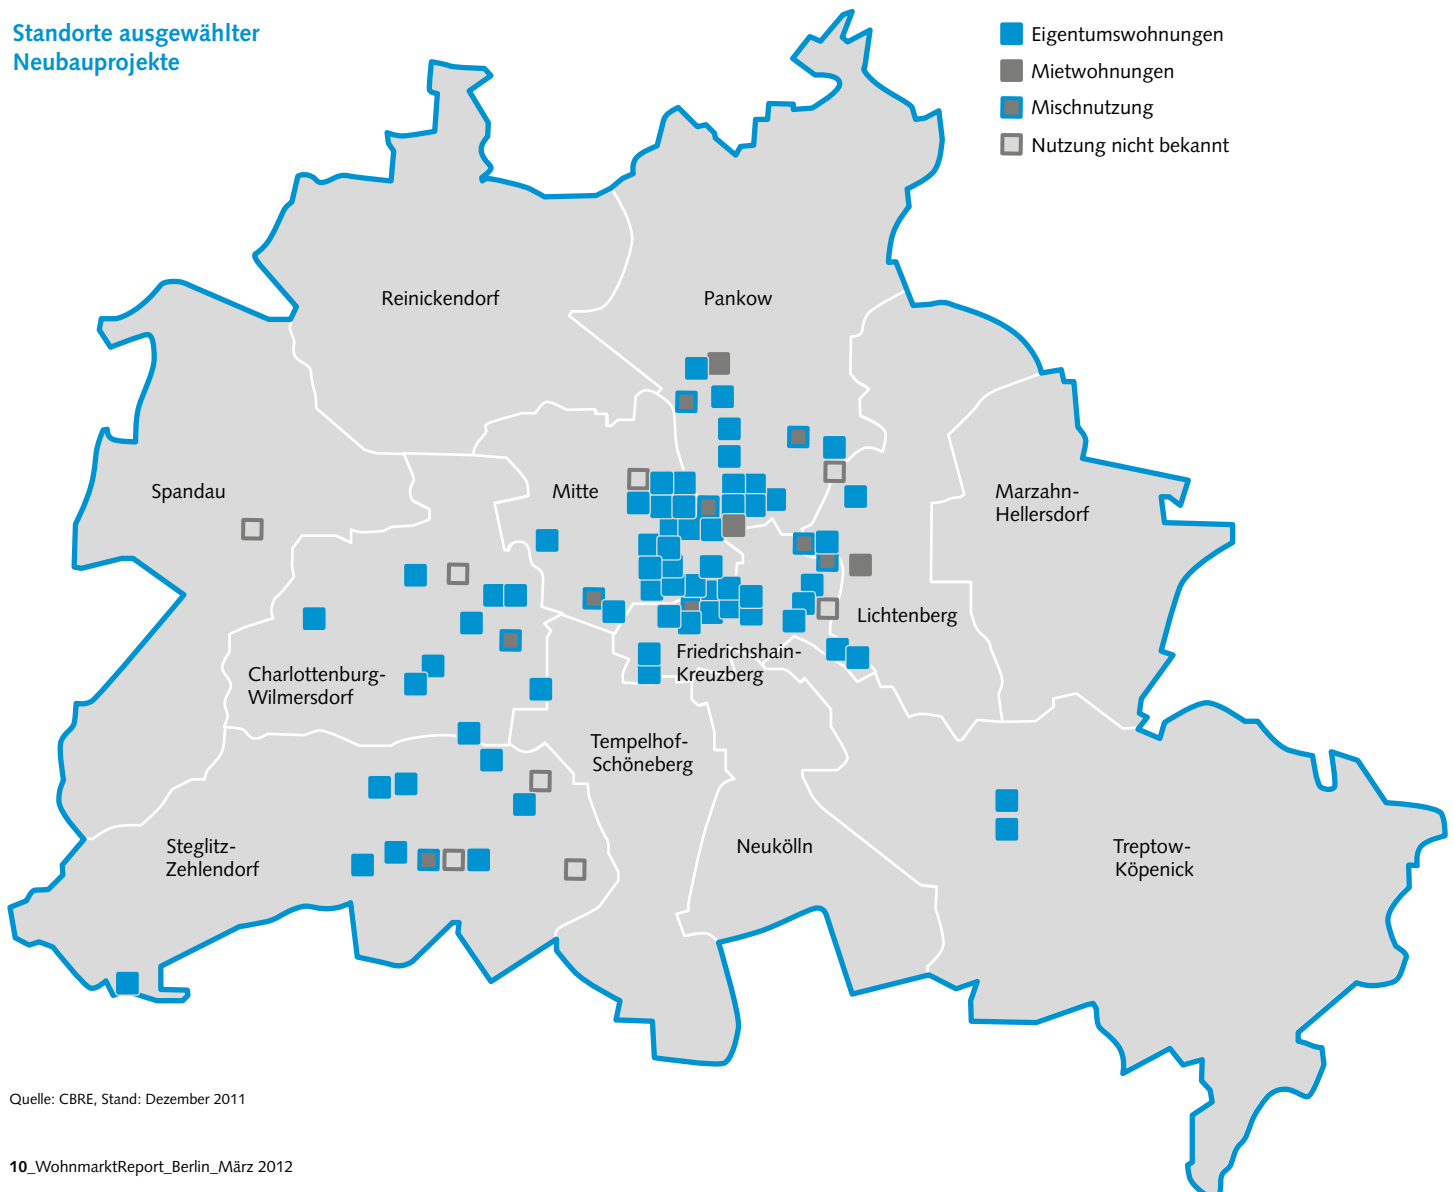 Standorte ausgewählter
Neubauprojekte
Eigentumswohnungen
Mietwohnungen
Mischnutzung
Nutzung nicht bekannt
Reinickendorf
Pankow
Spandau
Mitte
Marzahn-
Hellersdorf
Lichtenberg
Charlottenburg-
Wilmersdorf
Friedrichshain-
Kreuzberg
Tempelhof-
Schöneberg
Steglitz-
Zehlendorf
Neukölln
Treptow-
Köpenick
Quelle: CBRE, Stand: Dezember 2011
10_WohnmarktReport_Berlin_März 2012